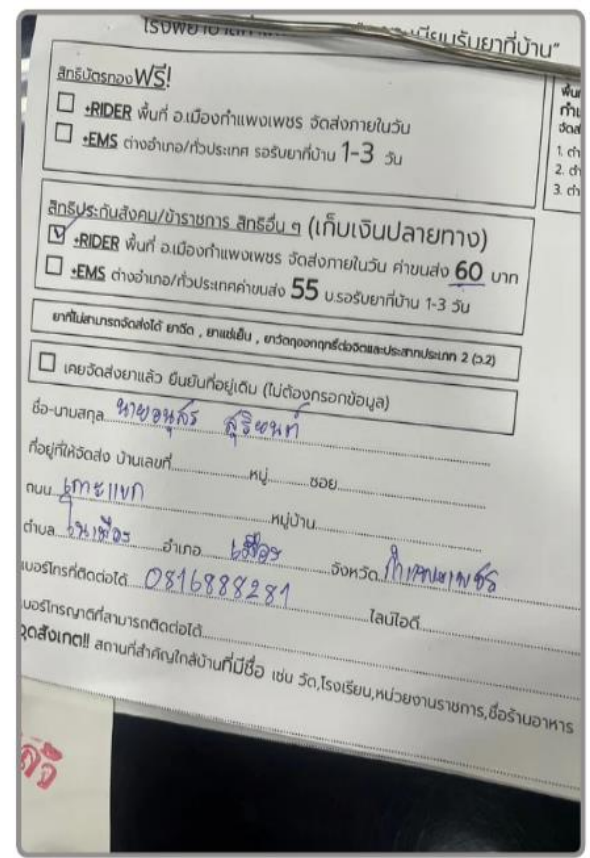 สิทธิบัตรทองฟรี!
+RIDER พื้นที่ อ.เมืองกำแพงเพชร จัดส่งภายในวัน
+EMS ต่างอำเภอ/ทั่วประเทศ รอรับยาที่บ้าน 1-3 วัน
สิทธิประกันสังคม/ข้าราชการ สิทธิอื่น ๆ (เก็บเงินปลายทาง)
+RIDER พื้นที่ อ.เมืองกำแพงเพชร จัดส่งภายในวัน ค่าขนส่ง 60 บาท
+EMS ต่างอำเภอ/ทั่วประเทศค่าขนส่ง 55 บ.รอรับยาที่บ้าน 1-3 วัน
ยาที่ไม่สามารถจัดส่งได้ ยาฉีด , ยาแช่เย็น , ยาวัตถุออกฤทธิ์ต่อจิตและประสาทประเภท 2 (ว.2)
เคยจัดส่งยาแล้ว ยืนยันที่อยู่เดิม (ไม่ต้องกรอกข้อมูล)
ชื่อ-นามสกุล นายอนุสร
ที่อยู่ที่ให้จัดส่ง บ้านเลขที่ หมู่ ซอย
ถนน เกาะแขก หมู่บ้าน
ตำบล ในเมือง อำเภอ เมือง จังหวัด กำแพงเพชร
เบอร์โทรที่ติดต่อได้ 0816888281 ไลน์ไอดี
เบอร์โทรญาติที่สามารถติดต่อได้
จุดสังเกต!! สถานที่สำคัญใกล้บ้านที่มีชื่อ เช่น วัด,โรงเรียน,หน่วยงานราชการ,ชื่อร้านอาหาร